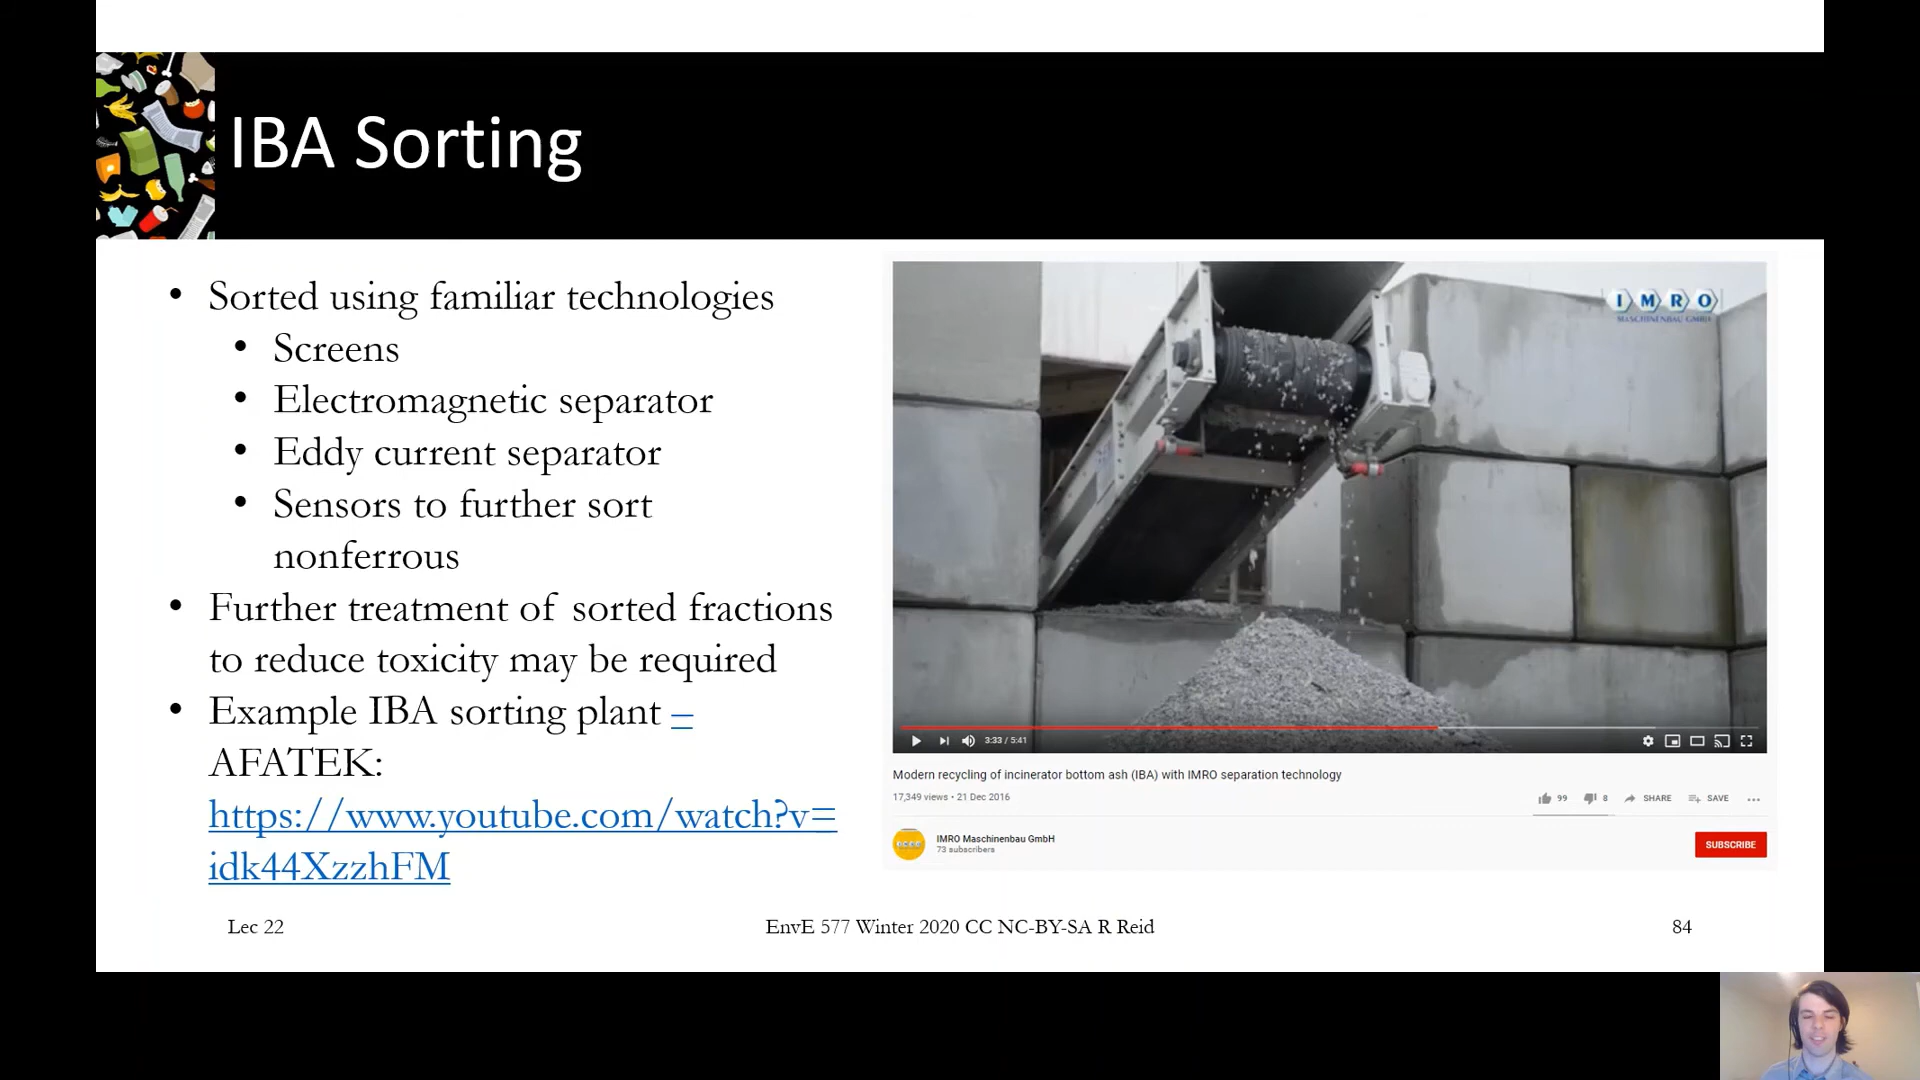 IBA Sorting
• Sorted using familiar technologies
• Screens
• Electromagnetic separator
• Eddy current separator
• Sensors to further sort
nonferrous
• Further treatment of sorted fractions
to reduce toxicity may be required
• Example IBA sorting plant –
AFATEK:
https://www.youtube.com/watch?v=
idk44XzzhFM
IMRO
MASCHINENBAU GMBH
3:33 / 5:41
Modern recycling of incinerator bottom ash (IBA) with IMRO separation technology
17,349 views • 21 Dec 2016
99 8 SHARE SAVE ...
IMRO Maschinenbau GmbH
73 subscribers
SUBSCRIBE
Lec 22
EnvE 577 Winter 2020 CC NC-BY-SA R Reid
84